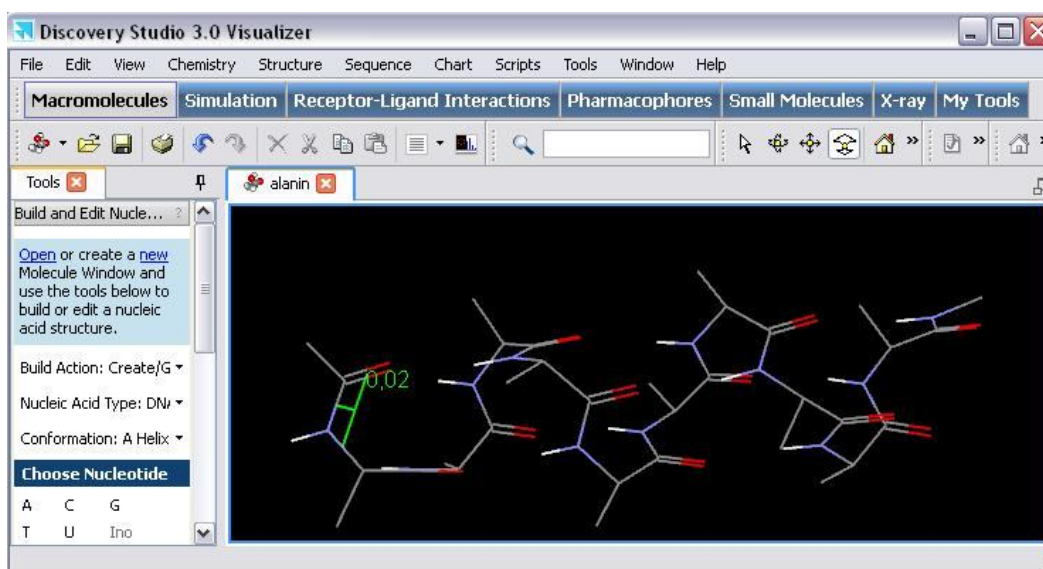 Discovery Studio 3.0 Visualizer
File Edit View Chemistry Structure Sequence Chart Scripts Tools Window Help
Macromolecules Simulation Receptor-Ligand Interactions Pharmacophores Small Molecules X-ray My Tools
Tools
alanin
Build and Edit Nucle... ?
Open or create a new
Molecule Window and
use the tools below to
build or edit a nucleic
acid structure.
Build Action: Create/G
Nucleic Acid Type: DN
Conformation: A Helix
Choose Nucleotide
A C G
T U Ino
0,02